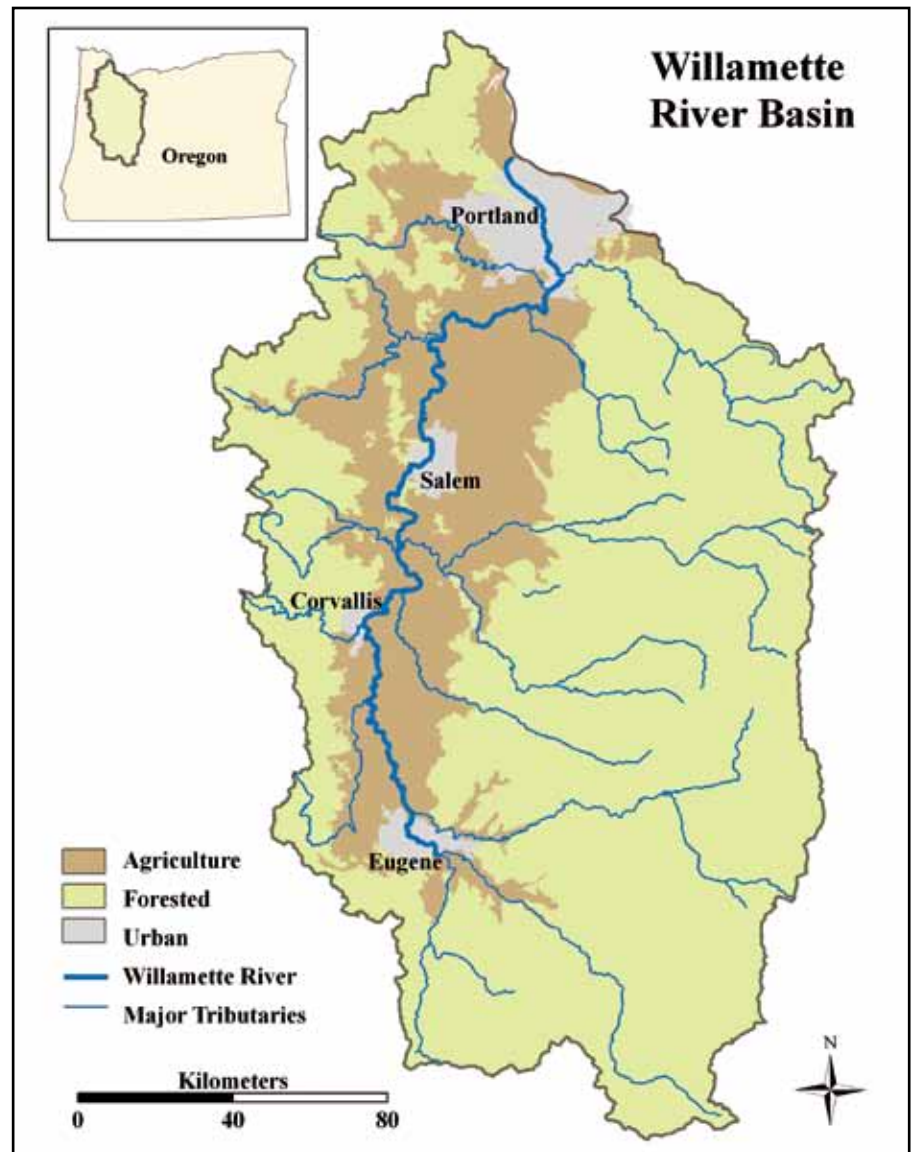 Willamette
River Basin
Oregon
Portland
Salem
Corvallis
Eugene
Agriculture
Forested
Urban
Willamette River
Major Tributaries
Kilometers
0 40 80
N